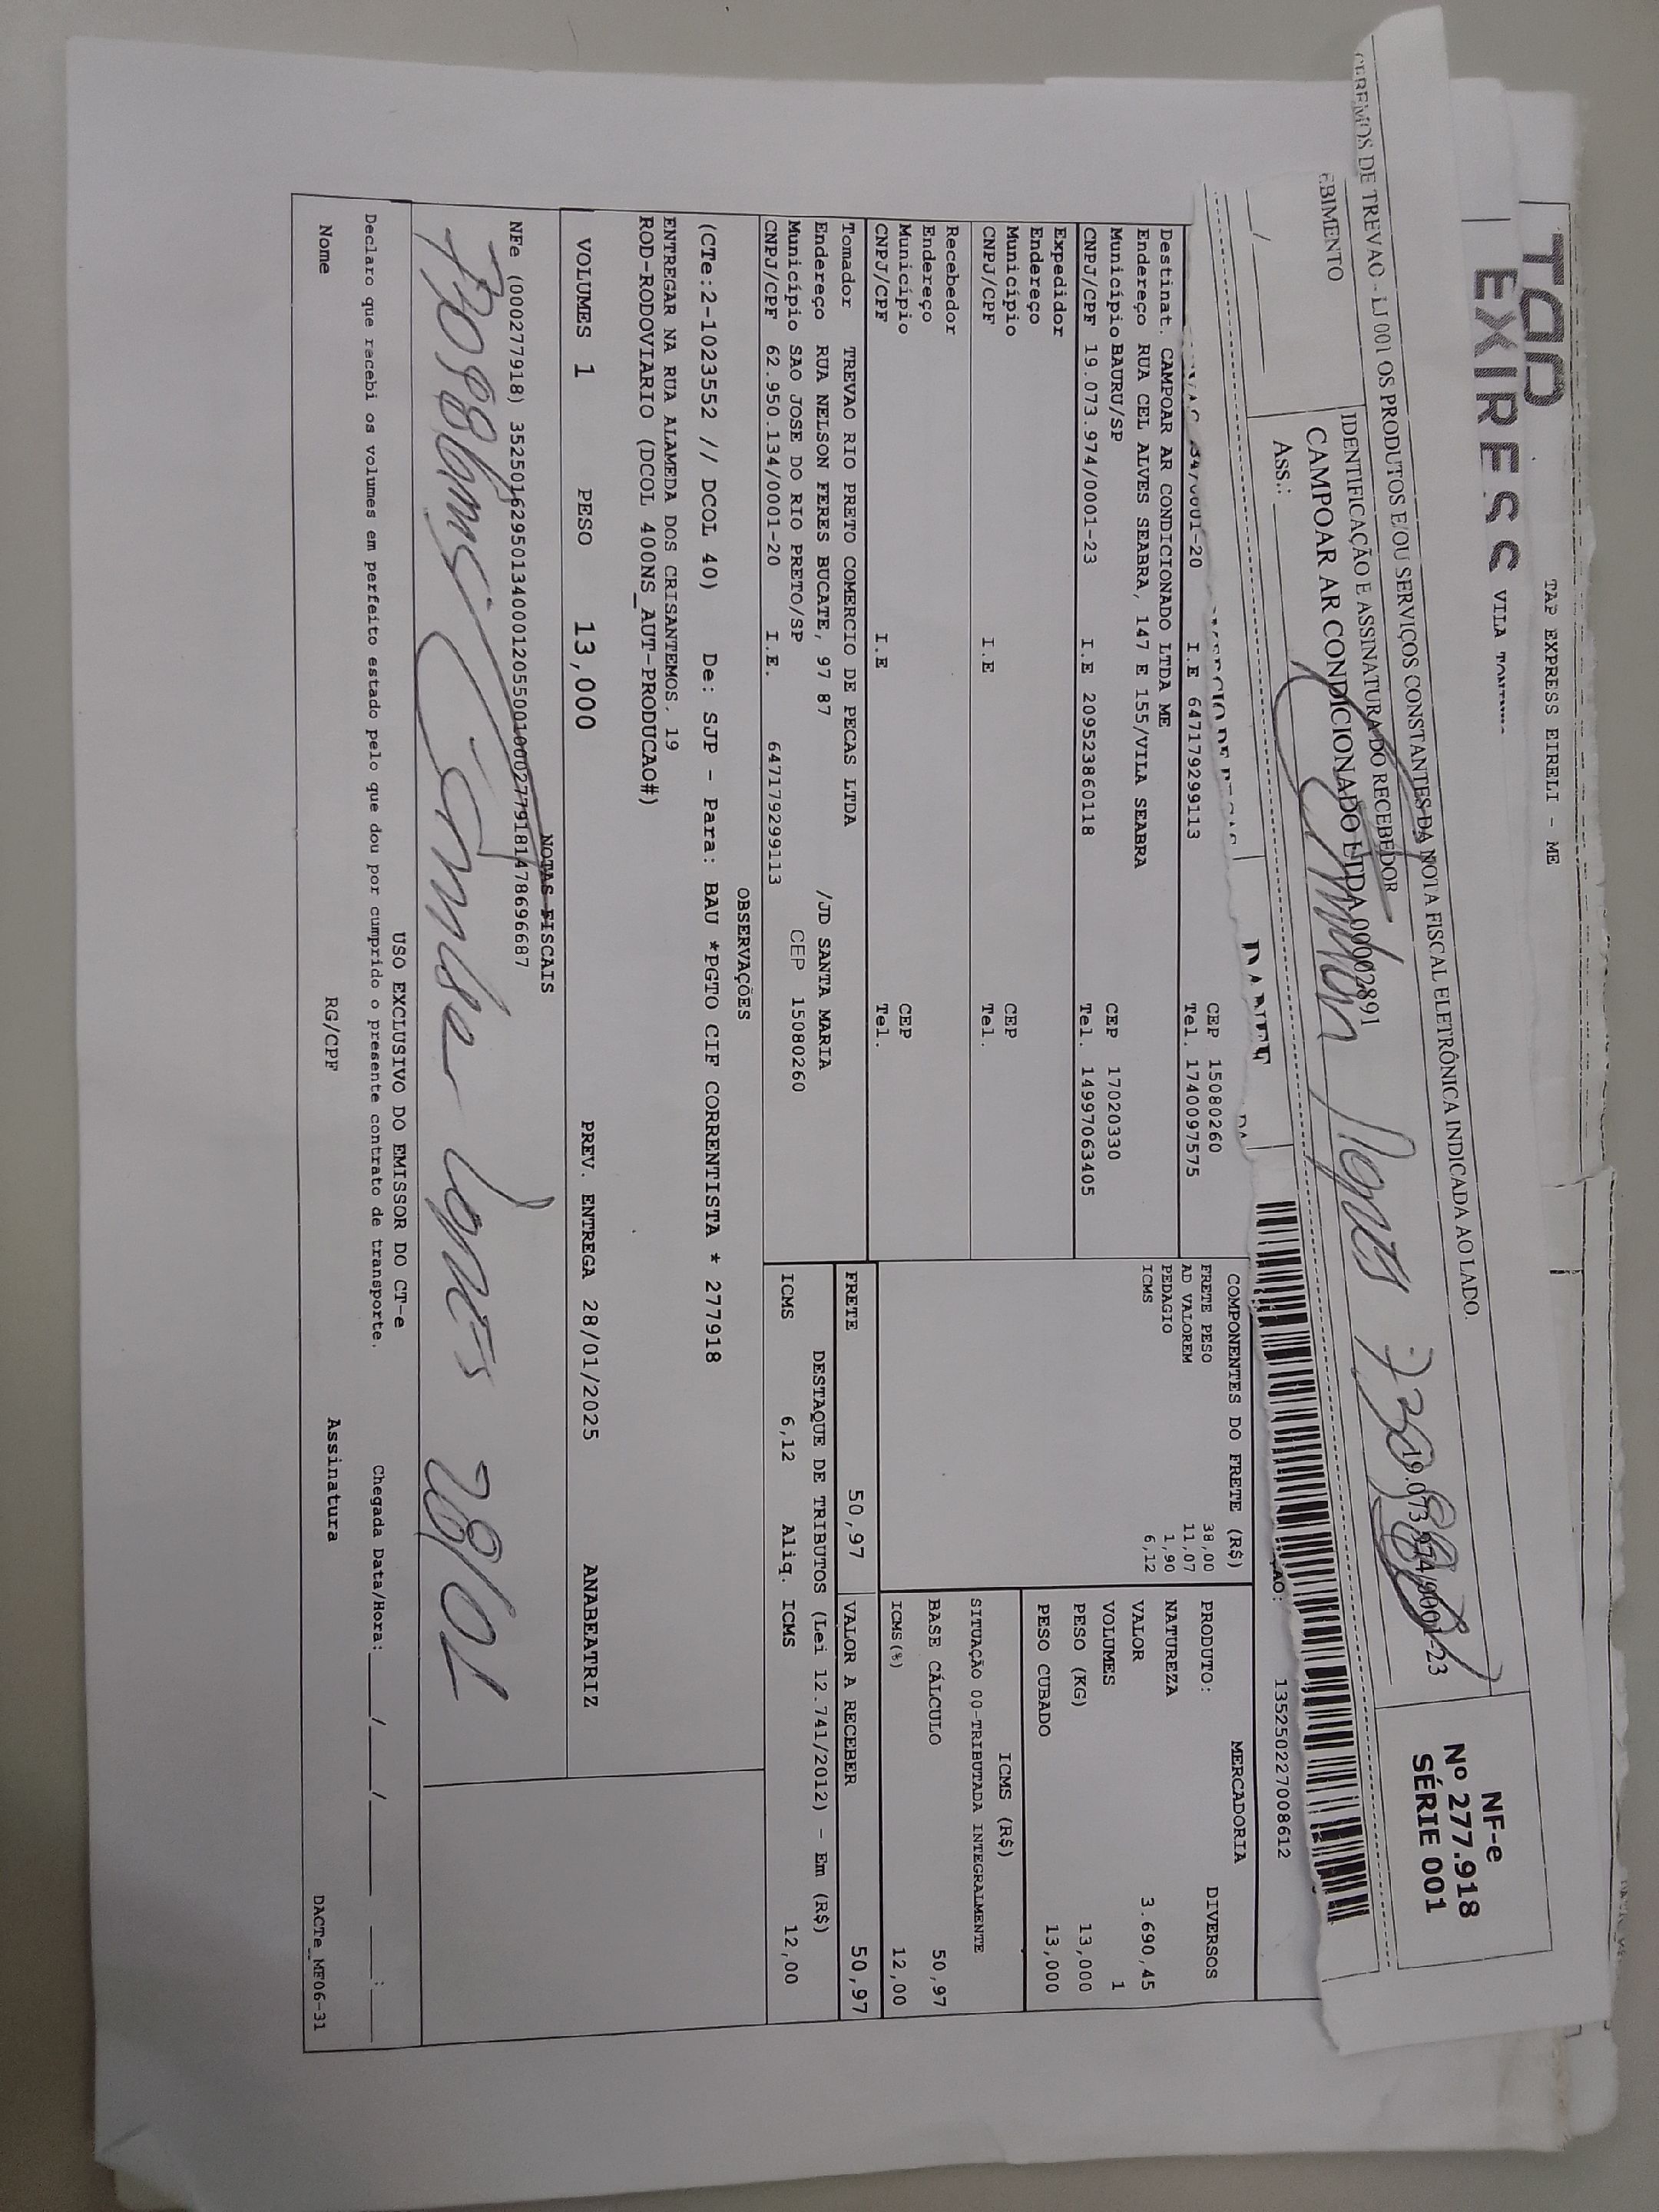 TAP EXPRESS EIRELI - ME
EXPRESS
VILA
DE TREVAO - LJ 001 OS PRODUTOS E/OU SERVIÇOS CONSTANTES DA NOTA FISCAL ELETRÔNICA INDICADA AO LADO.
IDENTIFICAÇÃO E ASSINATURA DO RECEBEDOR
CAMPOAR AR CONDICIONADO LTDA 00002891
19.073.974/0001-23
ASS.:
NF-e
Nº 277.918
SÉRIE 001
135250227008612
I.E 647179299113
CEP 15080260
Tel. 1740097575
Destinat. CAMPOAR AR CONDICIONADO LTDA ME
Endereço RUA CEL ALVES SEABRA, 147 E 155/VILA SEABRA
Município BAURU/SP
CEP 17020330
CNPJ/CPF 19.073.974/0001-23 I.E 209523860118 Tel. 14997063405
Expedidor
Endereço
Município CEP
CNPJ/CPF I.E Tel.
Recebedor
Endereço
Município CEP
CNPJ/CPF I.E Tel.
Tomador TREVAO RIO PRETO COMERCIO DE PECAS LTDA
Endereço RUA NELSON FERES BUCATE, 97 87 /JD SANTA MARIA
Município SAO JOSE DO RIO PRETO/SP CEP 15080260
CNPJ/CPF 62.950.134/0001-20 I.E. 647179299113
COMPONENTES DO FRETE (R$)
FRETE PESO 38,00
AD VALOREM 11,07
PEDAGIO 1,90
ICMS 6,12
MERCADORIA
PRODUTO: DIVERSOS
NATUREZA
VALOR 3.690,45
VOLUMES 1
PESO (KG) 13,000
PESO CUBADO 13,000
ICMS (R$)
SITUAÇÃO 00-TRIBUTADA INTEGRALMENTE
BASE CÁLCULO 50,97
ICMS(%) 12,00
FRETE 50,97 VALOR A RECEBER 50,97
DESTAQUE DE TRIBUTOS (Lei 12.741/2012) - Em (R$)
ICMS 6,12 Aliq. ICMS 12,00
OBSERVAÇÕES
(CTe:2-1023552 // DCOL 40) De: SJP - Para: BAU *PGTO CIF CORRENTISTA * 277918
ENTREGAR NA RUA ALAMEDA DOS CRISANTEMOS, 19
ROD-RODOVIARIO (DCOL 400NS_AUT-PRODUCAO#)
VOLUMES 1 PESO 13,000 PREV. ENTREGA 28/01/2025 ANABEATRIZ
NOTAS FISCAIS
NFe (000277918) 35250162950134000120550010002779181478696687
28/01
USO EXCLUSIVO DO EMISSOR DO CT-e
Declaro que recebi os volumes em perfeito estado pelo que dou por cumprido o presente contrato de transporte. Chegada Data/Hora: ____/____/____ ___:___
Nome RG/CPF Assinatura DACTe_MF06-31